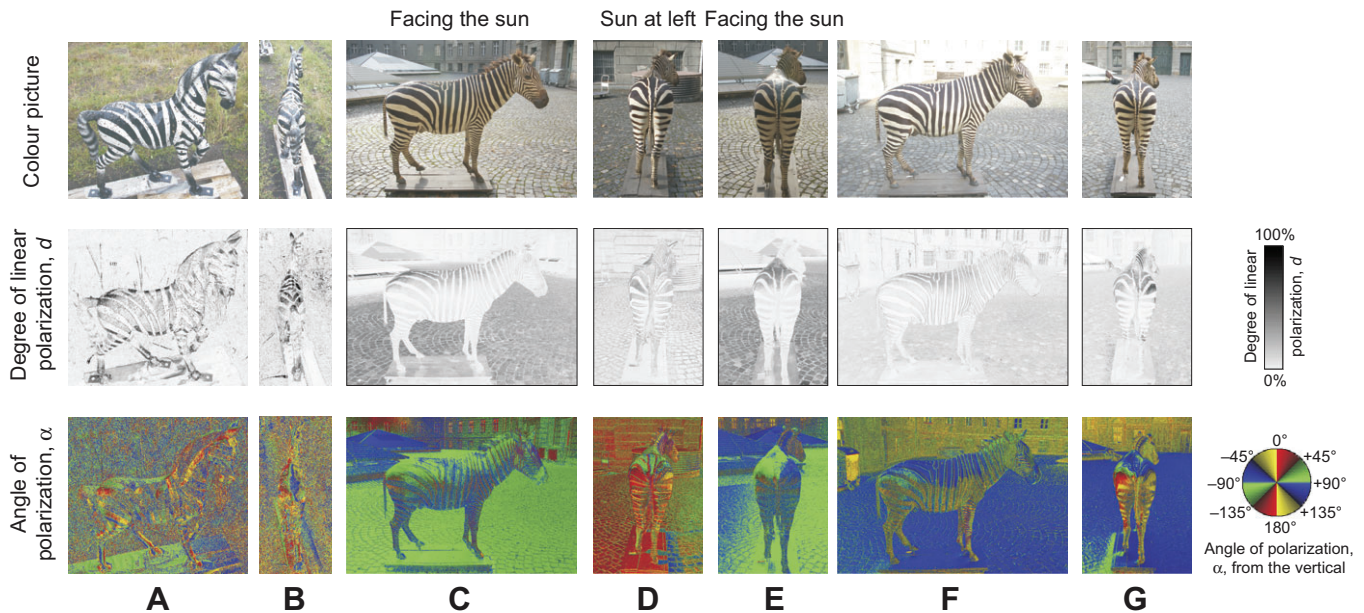 Facing the sun
Sun at left
Facing the sun
Colour picture
Degree of linear
polarization, d
100%
Degree of linear
polarization, d
0%
Angle of
polarization, α
0°
–45°
+45°
–90°
+90°
–135°
+135°
180°
Angle of polarization,
α, from the vertical
A
B
C
D
E
F
G